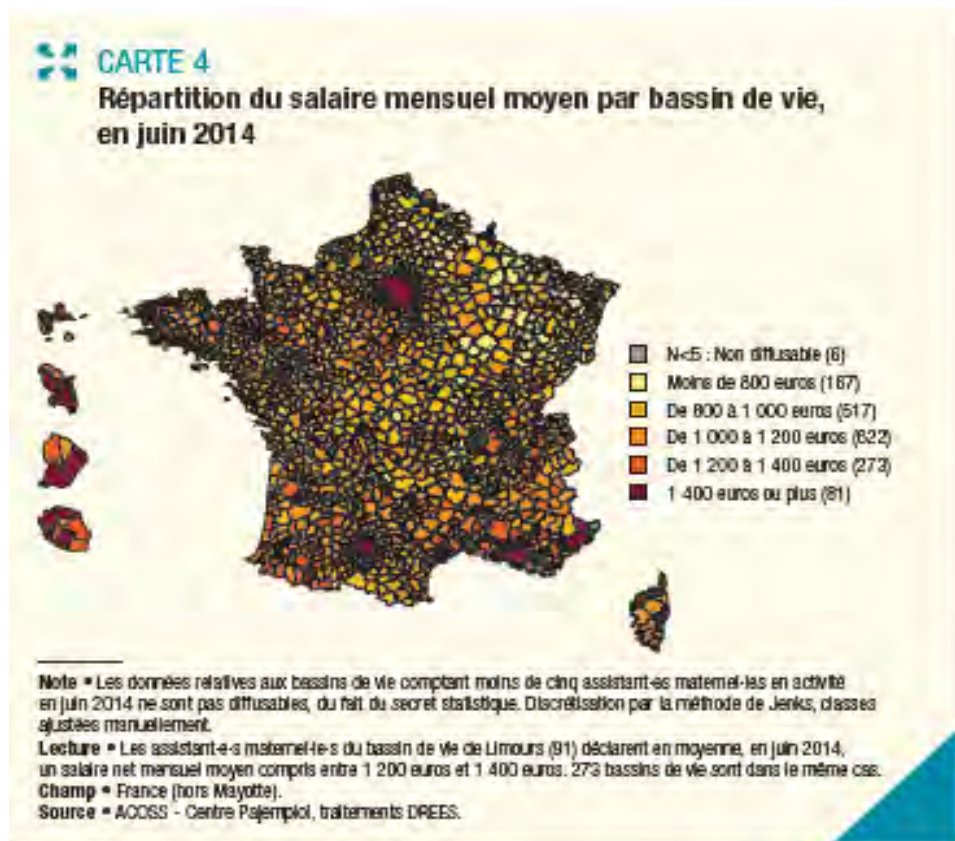 CARTE 4
Répartition du salaire mensuel moyen par bassin de vie,
en juin 2014
N<5 : Non diffusable (6)
Moins de 800 euros (167)
De 800 à 1 000 euros (517)
De 1 000 à 1 200 euros (622)
De 1 200 à 1 400 euros (273)
1 400 euros ou plus (81)
Note • Les données relatives aux bassins de vie comptant moins de cinq assistant·es maternel·les en activité
en juin 2014 ne sont pas diffusables, du fait du secret statistique. Discrétisation par la méthode de Jenks, classes
ajustées manuellement.
Lecture • Les assistant·e·s maternel·le·s du bassin de vie de Limours (91) déclarent en moyenne, en juin 2014,
un salaire net mensuel moyen compris entre 1 200 euros et 1 400 euros. 273 bassins de vie sont dans le même cas.
Champ • France (hors Mayotte).
Source • ACOSS - Centre Pajemploi, traitements DREES.